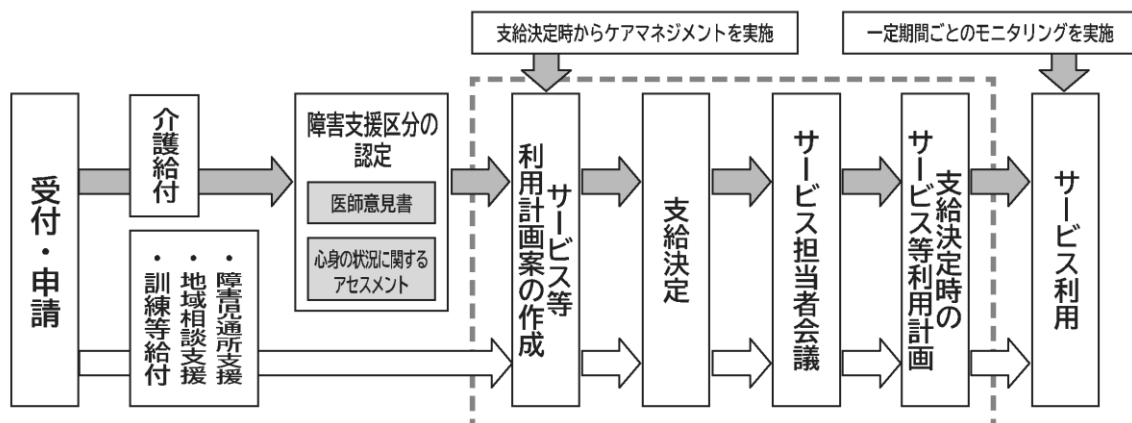 支給決定時からケアマネジメントを実施
一定期間ごとのモニタリングを実施
受付・申請
介護給付
・障害児通所支援
・地域相談支援
・訓練等給付
障害支援区分の
認定
医師意見書
心身の状況に関する
アセスメント
サービス等
利用計画案の作成
支給決定
サービス担当者会議
支給決定時の
サービス等利用計画
サービス利用